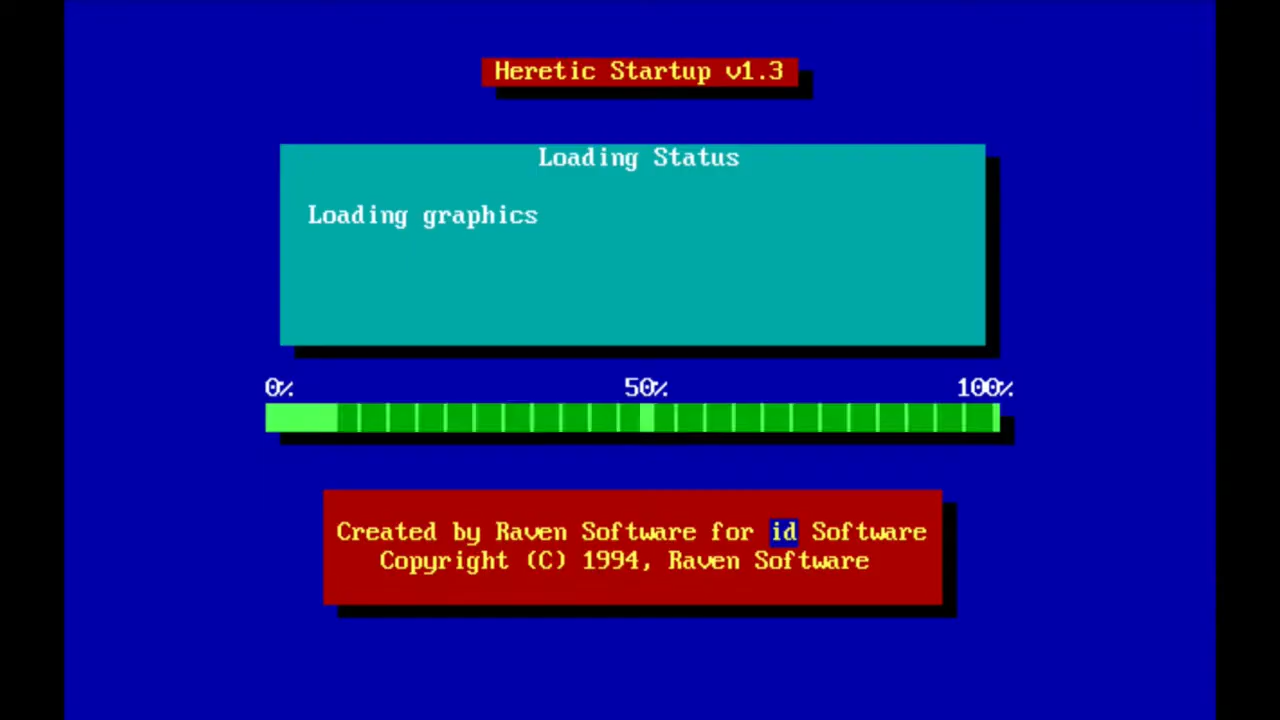 Heretic Startup v1.3
Loading Status
Loading graphics
0% 50% 100%
Created by Raven Software for id Software
Copyright (C) 1994, Raven Software